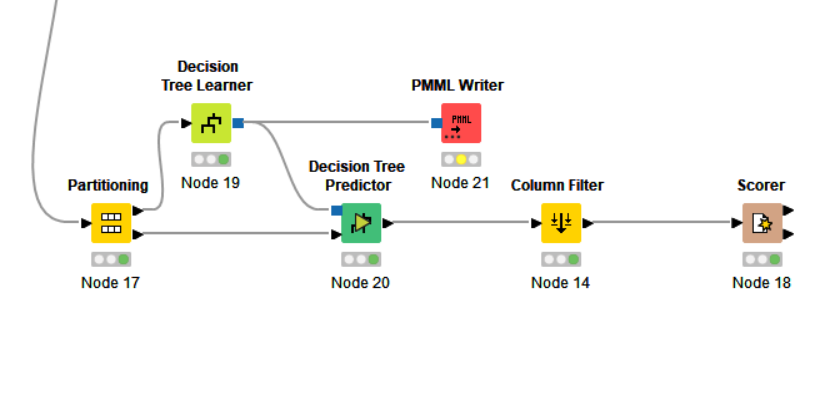 Decision
Tree Learner
PMML Writer
PMML
Node 19
Decision Tree
Predictor
Node 21
Partitioning
Column Filter
Scorer
Node 17
Node 20
Node 14
Node 18